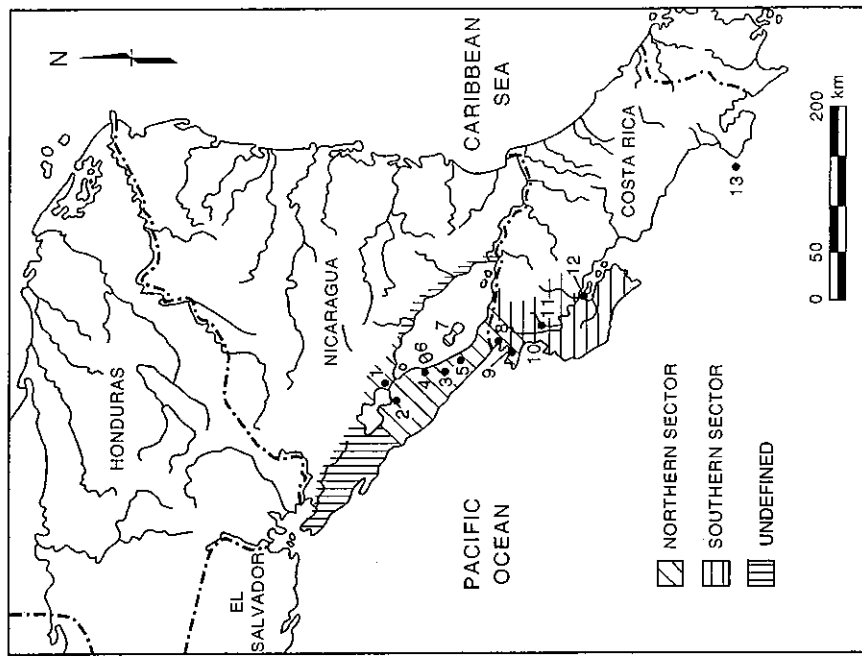 N
HONDURAS
EL
SALVADOR
NICARAGUA
CARIBBEAN
SEA
PACIFIC
OCEAN
COSTA RICA
1
2
3
4
5
6
7
8
9
10
11
12
13
NORTHERN SECTOR
SOUTHERN SECTOR
UNDEFINED
0 50 200
km